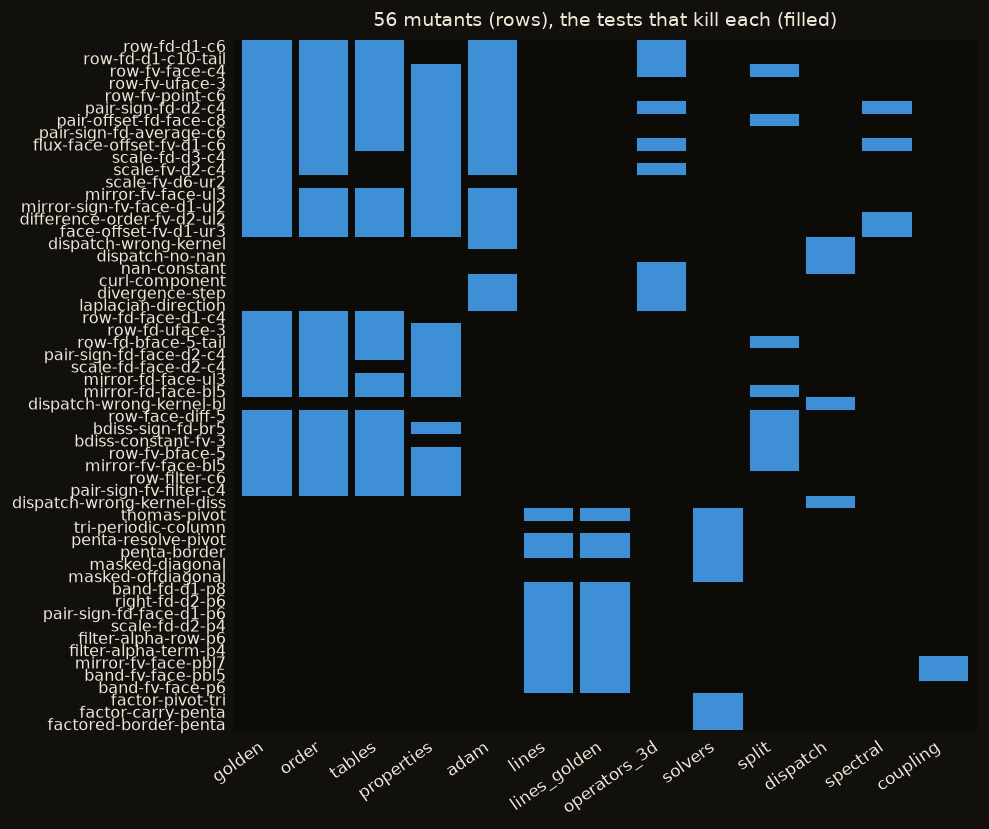 56 mutants (rows), the tests that kill each (filled)
row-fd-d1-c6
row-fd-d1-c10-tail
row-fv-face-c4
row-fv-uface-3
row-fv-point-c6
pair-sign-fd-d2-c4
pair-offset-fd-face-c8
pair-sign-fd-average-c6
flux-face-offset-fv-d1-c6
scale-fd-d3-c4
scale-fv-d2-c4
scale-fv-d6-ur2
mirror-fv-face-ul3
mirror-sign-fv-face-d1-ul2
difference-order-fv-d2-ul2
face-offset-fv-d1-ur3
dispatch-wrong-kernel
dispatch-no-nan
nan-constant
curl-component
divergence-step
laplacian-direction
row-fd-face-d1-c4
row-fd-uface-3
row-fd-bface-5-tail
pair-sign-fd-face-d2-c4
scale-fd-face-d2-c4
mirror-fd-face-ul3
mirror-fd-face-bl5
dispatch-wrong-kernel-bl
row-face-diff-5
bdiss-sign-fd-br5
bdiss-constant-fv-3
row-fv-bface-5
mirror-fv-face-bl5
row-filter-c6
pair-sign-fv-filter-c4
dispatch-wrong-kernel-diss
thomas-pivot
tri-periodic-column
penta-resolve-pivot
penta-border
masked-diagonal
masked-offdiagonal
band-fd-d1-p8
right-fd-d2-p6
pair-sign-fd-face-d1-p6
scale-fd-d2-p4
filter-alpha-row-p6
filter-alpha-term-p4
mirror-fv-face-pbl7
band-fv-face-pbl5
band-fv-face-p6
factor-pivot-tri
factor-carry-penta
factored-border-penta
golden
order
tables
properties
adam
lines
lines_golden
operators_3d
solvers
split
dispatch
spectral
coupling